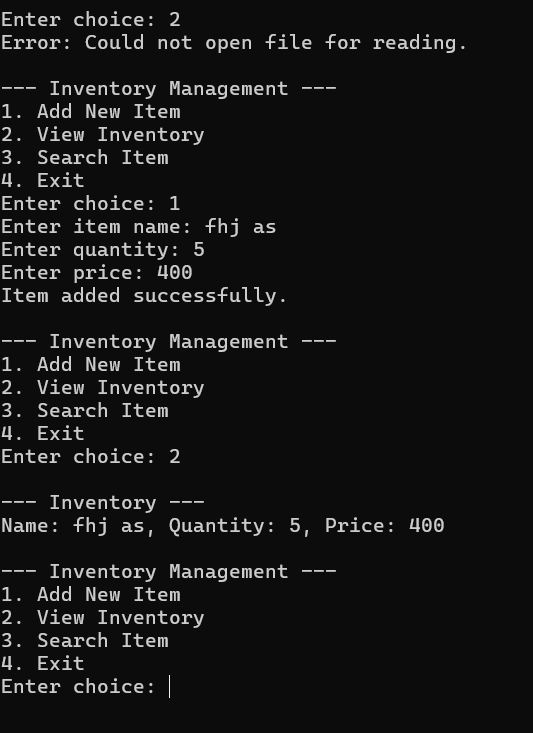 Enter choice: 2
Error: Could not open file for reading.
--- Inventory Management ---
1. Add New Item
2. View Inventory
3. Search Item
4. Exit
Enter choice: 1
Enter item name: fhj as
Enter quantity: 5
Enter price: 400
Item added successfully.
--- Inventory Management ---
1. Add New Item
2. View Inventory
3. Search Item
4. Exit
Enter choice: 2
--- Inventory ---
Name: fhj as, Quantity: 5, Price: 400
--- Inventory Management ---
1. Add New Item
2. View Inventory
3. Search Item
4. Exit
Enter choice: